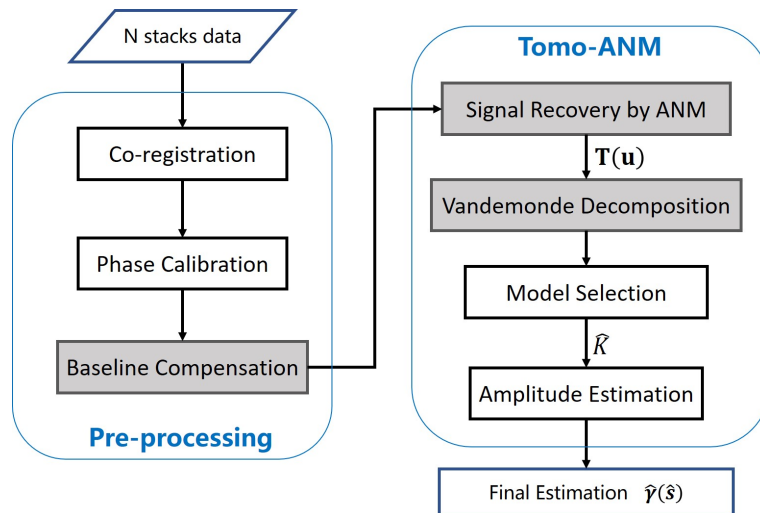 N stacks data
Co-registration
Phase Calibration
Baseline Compensation
Pre-processing
Tomo-ANM
Signal Recovery by ANM
T(u)
Vandemonde Decomposition
Model Selection
K̂
Amplitude Estimation
Final Estimation γ̂(ŝ)